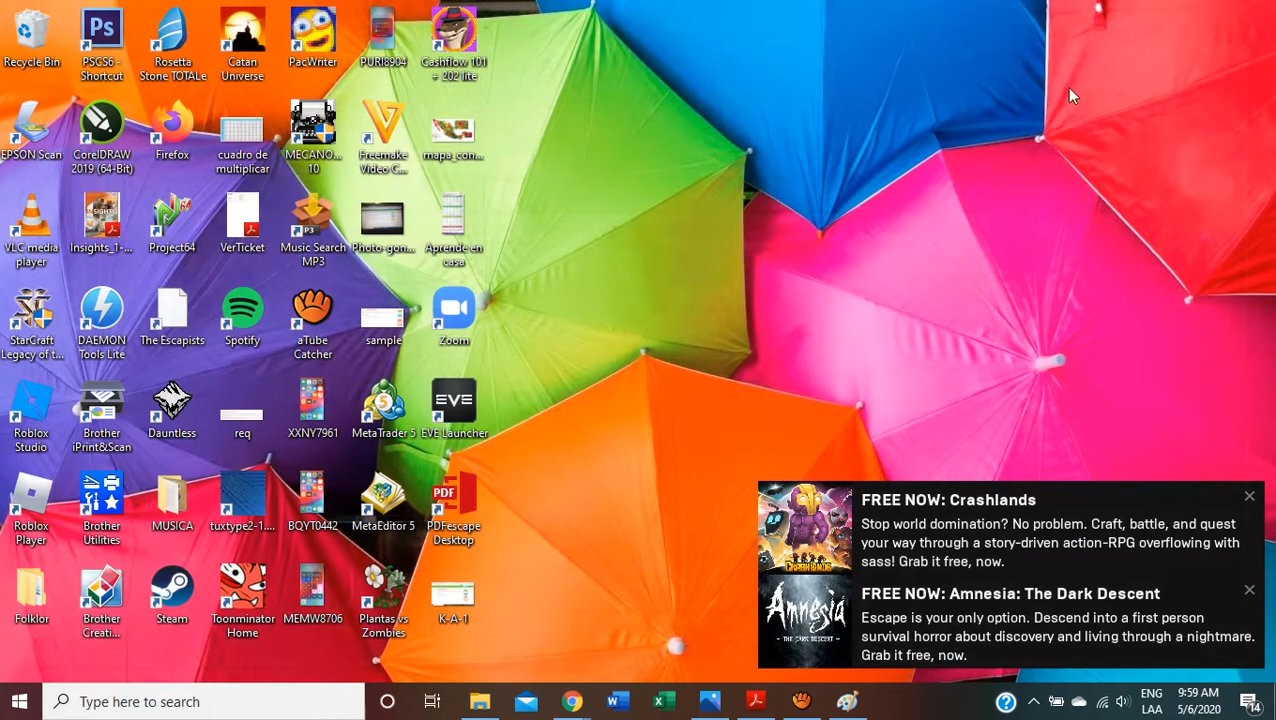 Recycle Bin
PSCS6 -
Shortcut
Rosetta
Stone TOTALe
Catan
Universe
PacWriter
PURI8904
Cashflow 101
+ 202 lite
EPSON Scan
CorelDRAW
2019 (64-Bit)
Firefox
cuadro de
multiplicar
MECANO...
10
Freemake
Video C...
mapa_con...
VLC media
player
Insights_1-...
Project64
VerTicket
Music Search
MP3
Photo-gon...
Aprende en
casa
StarCraft
Legacy of t...
DAEMON
Tools Lite
The Escapists
Spotify
aTube
Catcher
sample
Zoom
Roblox
Studio
Brother
iPrint&Scan
Dauntless
req
XXNY7961
MetaTrader 5
EVE
EVE Launcher
Roblox
Player
Brother
Utilities
MUSICA
tuxtype2-1....
BQYT0442
MetaEditor 5
PDF
PDFescape
Desktop
Folklor
Brother
Creati...
Steam
Toonminator
Home
MEMW8706
Plantas vs
Zombies
K-A-1
CRASHLANDS
FREE NOW: Crashlands
Stop world domination? No problem. Craft, battle, and quest
your way through a story-driven action-RPG overflowing with
sass! Grab it free, now.
Amnesia
THE DARK DESCENT
FREE NOW: Amnesia: The Dark Descent
Escape is your only option. Descend into a first person
survival horror about discovery and living through a nightmare.
Grab it free, now.
Type here to search
ENG
LAA
9:59 AM
5/6/2020
14